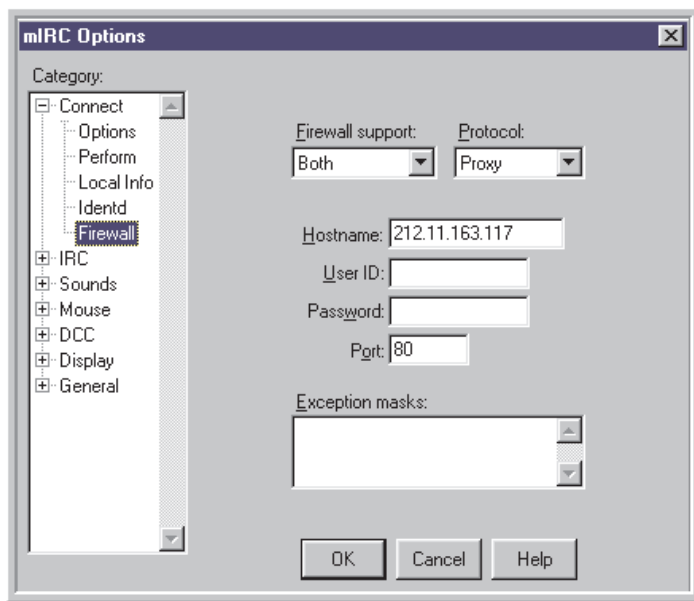 mIRC Options
Category:
Connect
Options
Perform
Local Info
Identd
Firewall
IRC
Sounds
Mouse
DCC
Display
General
Firewall support: Protocol:
Both Proxy
Hostname: 212.11.163.117
User ID:
Password:
Port: 80
Exception masks:
OK Cancel Help